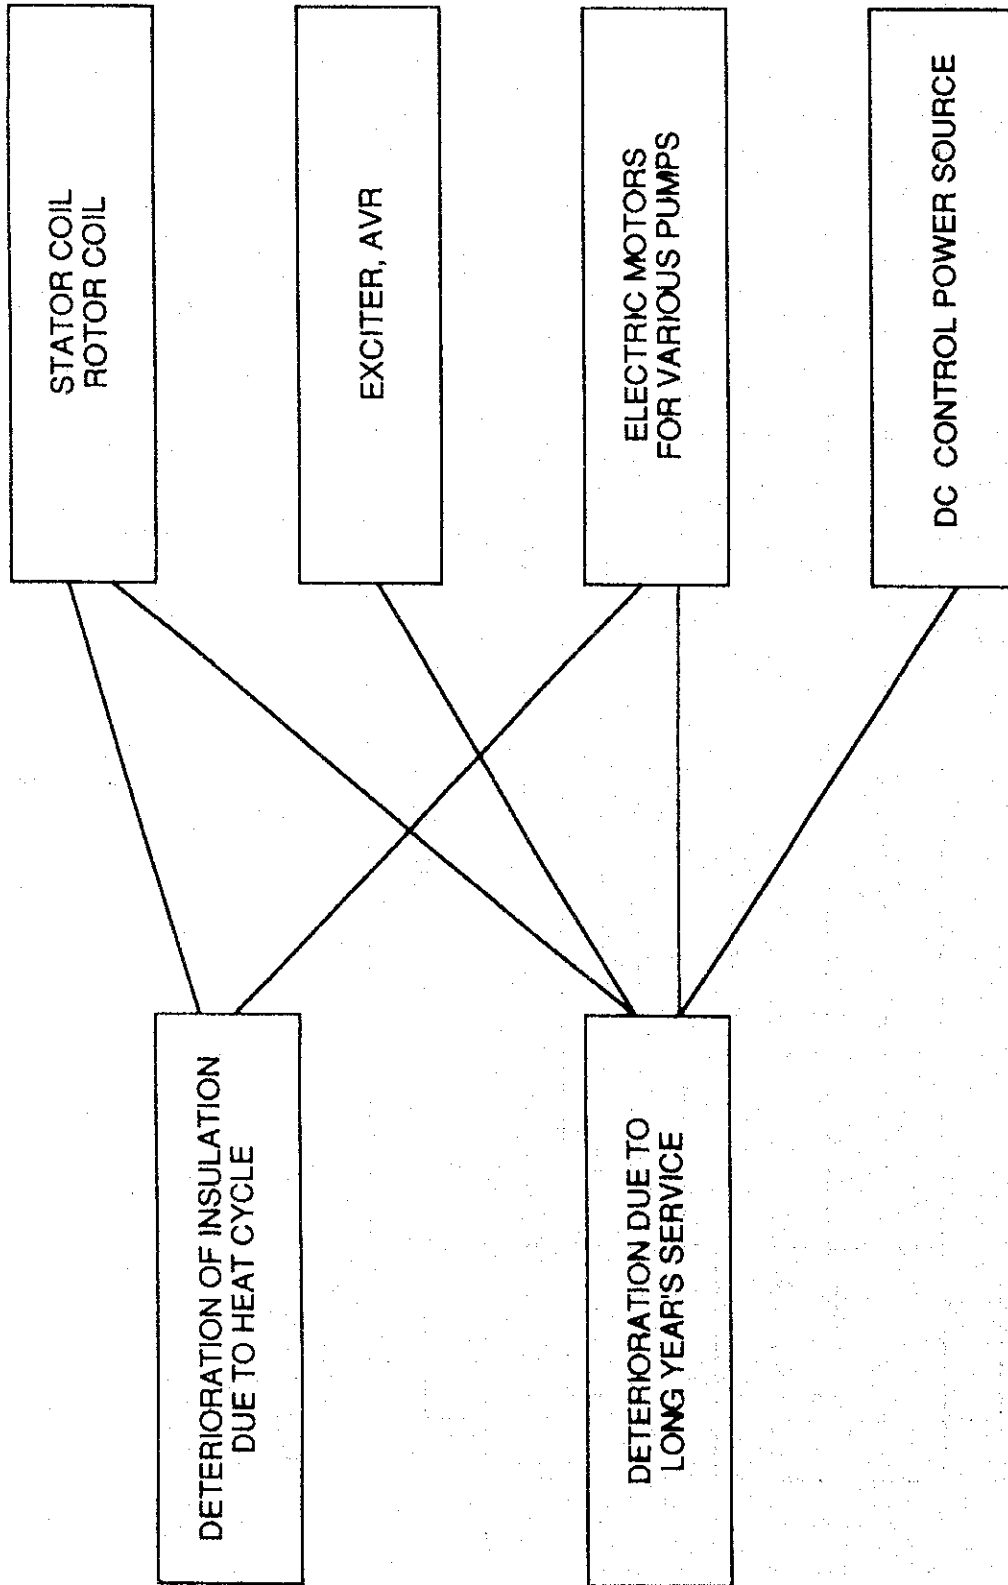 DETERIORATION OF INSULATION
DUE TO HEAT CYCLE
DETERIORATION DUE TO
LONG YEAR'S SERVICE
STATOR COIL
ROTOR COIL
EXCITER, AVR
ELECTRIC MOTORS
FOR VARIOUS PUMPS
DC CONTROL POWER SOURCE